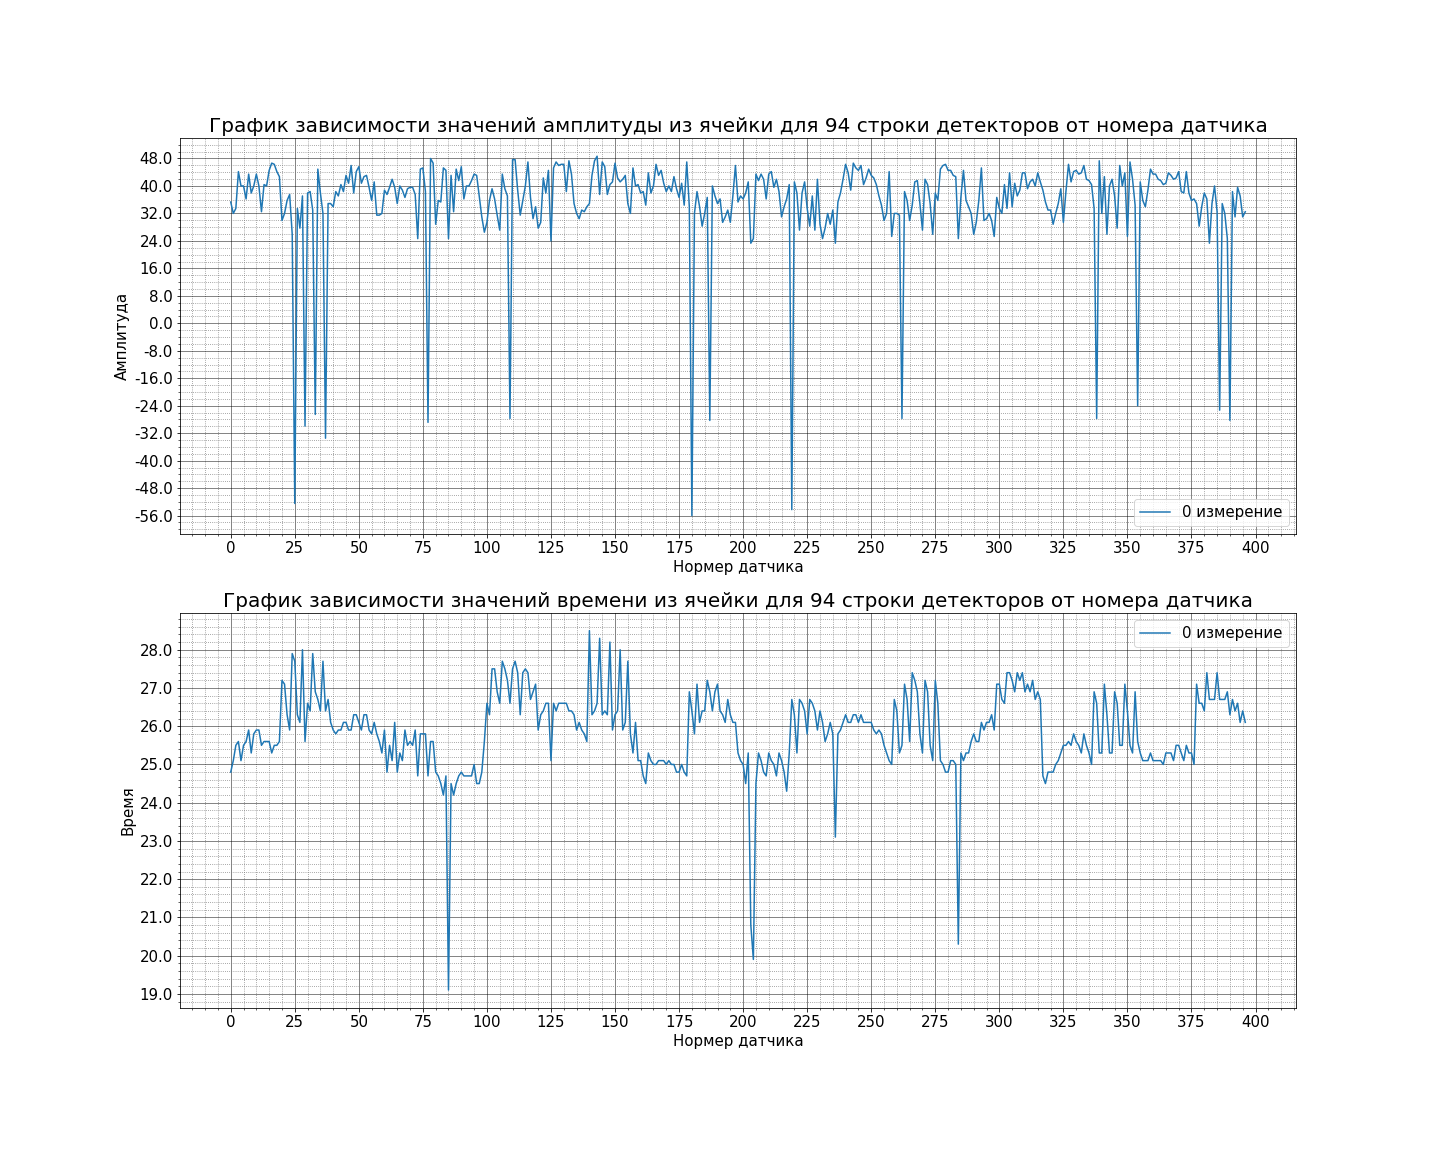 График зависимости значений амплитуды из ячейки для 94 строки детекторов от номера датчика
48.0
40.0
32.0
24.0
16.0
8.0
0.0
-8.0
-16.0
-24.0
-32.0
-40.0
-48.0
-56.0
Амплитуда
0 измерение
0 25 50 75 100 125 150 175 200 225 250 275 300 325 350 375 400
Нормер датчика
График зависимости значений времени из ячейки для 94 строки детекторов от номера датчика
0 измерение
28.0
27.0
26.0
25.0
24.0
23.0
22.0
21.0
20.0
19.0
Время
0 25 50 75 100 125 150 175 200 225 250 275 300 325 350 375 400
Нормер датчика